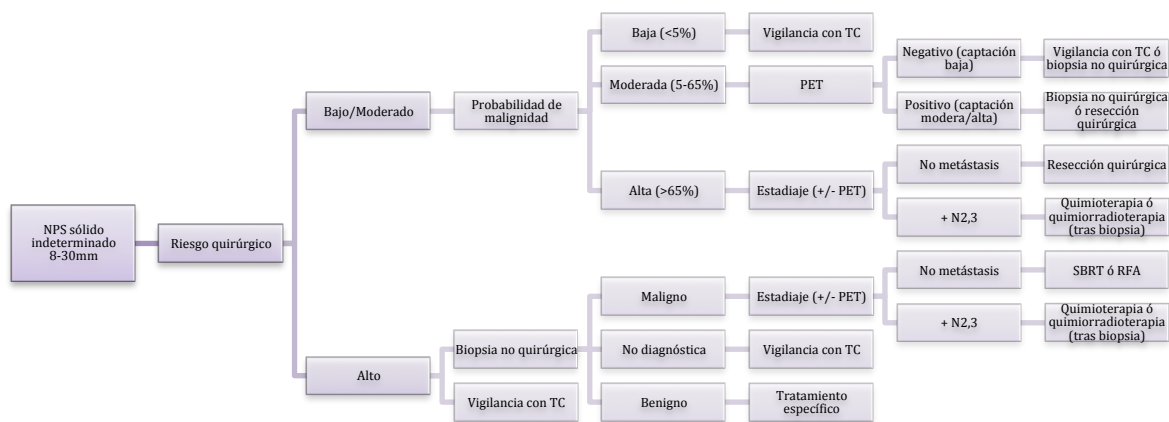 NPS sólido
indeterminado
8-30mm
Riesgo quirúrgico
Bajo/Moderado
Probabilidad de
malignidad
Baja (<5%)
Vigilancia con TC
Moderada (5-65%)
PET
Negativo (captación
baja)
Vigilancia con TC ó
biopsia no quirúrgica
Positivo (captación
modera/alta)
Biopsia no quirúrgica
ó resección
quirúrgica
Alta (>65%)
Estadiaje (+/- PET)
No metástasis
Resección quirúrgica
+ N2,3
Quimioterapia ó
quimiorradioterapia
(tras biopsia)
Alto
Biopsia no quirúrgica
Maligno
Estadiaje (+/- PET)
No metástasis
SBRT ó RFA
+ N2,3
Quimioterapia ó
quimiorradioterapia
(tras biopsia)
No diagnóstica
Vigilancia con TC
Benigno
Tratamiento
específico
Vigilancia con TC